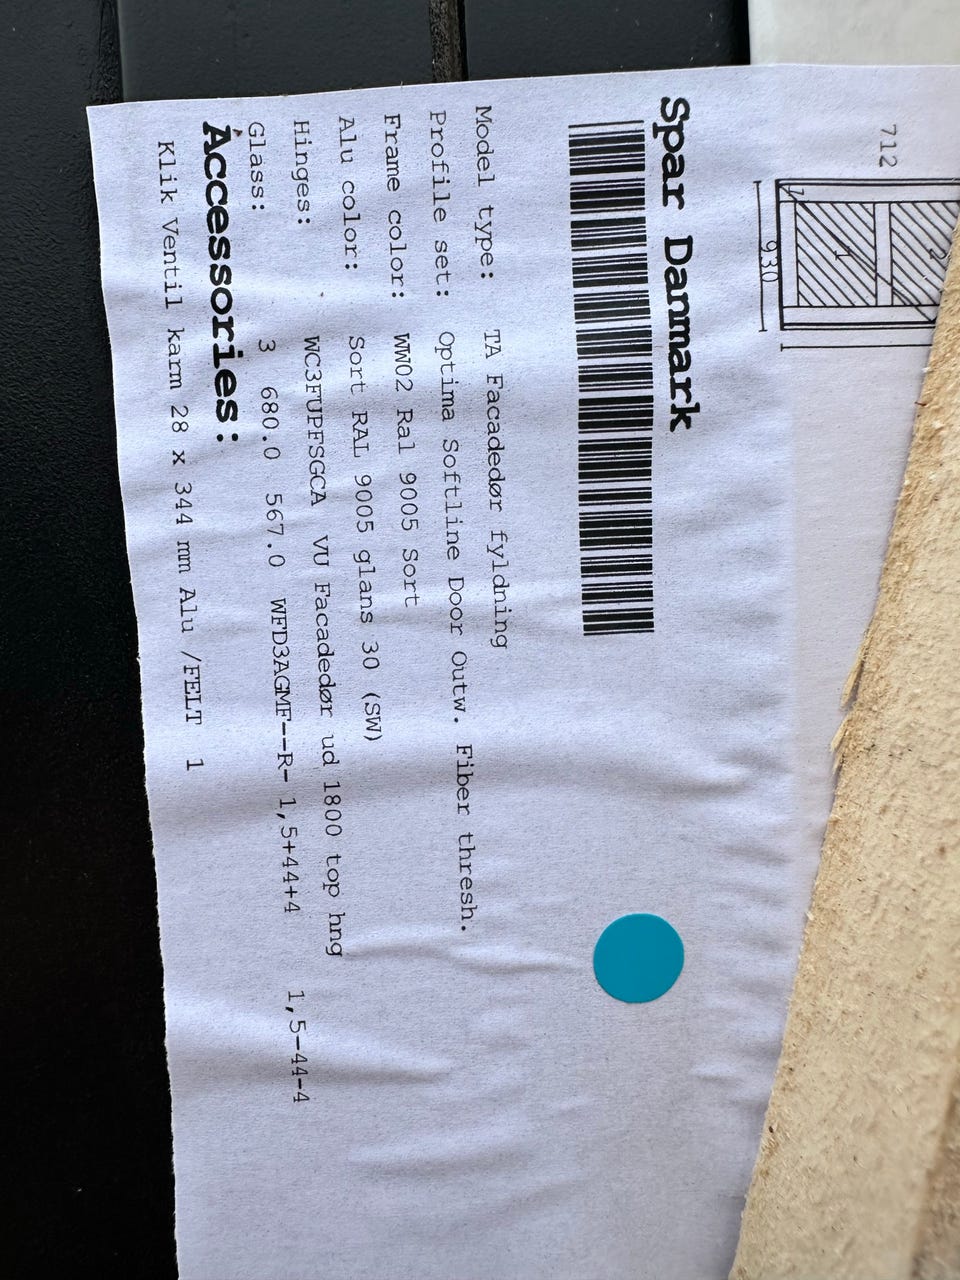 712
1
2
930
Spar Danmark
Model type: TA Facadedør fyldning
Profile set: Optima Softline Door Outw. Fiber thresh.
Frame color: WW02 Ral 9005 Sort
Alu color: Sort RAL 9005 glans 30 (SW)
Hinges: WC3FUPFSGCA VU Facadedør ud 1800 top hng
Glass: 3 680.0 567.0 WFD3AGMF--R- 1,5+44+4 1,5-44-4
Accessories:
Klik Ventil karm 28 x 344 mm Alu /FELT 1